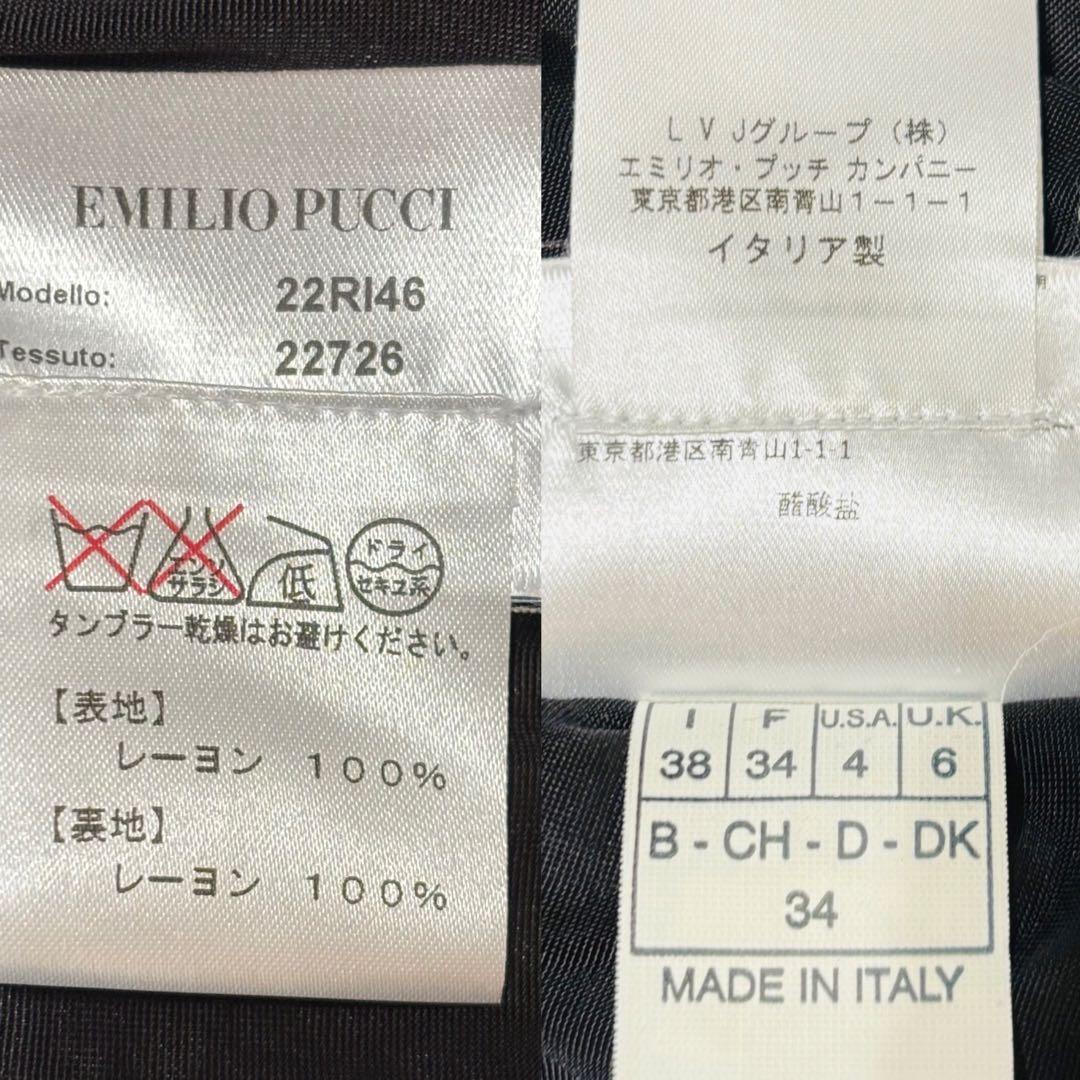 EMILIO PUCCI
Modello: 22RI46
Tessuto: 22726
エンソ
サラシ
低
ドライ
セキユ系
タンブラー乾燥はお避けください。
【表地】
レーヨン 100%
【裏地】
レーヨン 100%
LVJグループ（株）
エミリオ・プッチ カンパニー
東京都港区南青山1－1－1
イタリア製
東京都港区南青山1-1-1
醋酸盐
I F U.S.A. U.K.
38 34 4 6
B - CH - D - DK
34
MADE IN ITALY